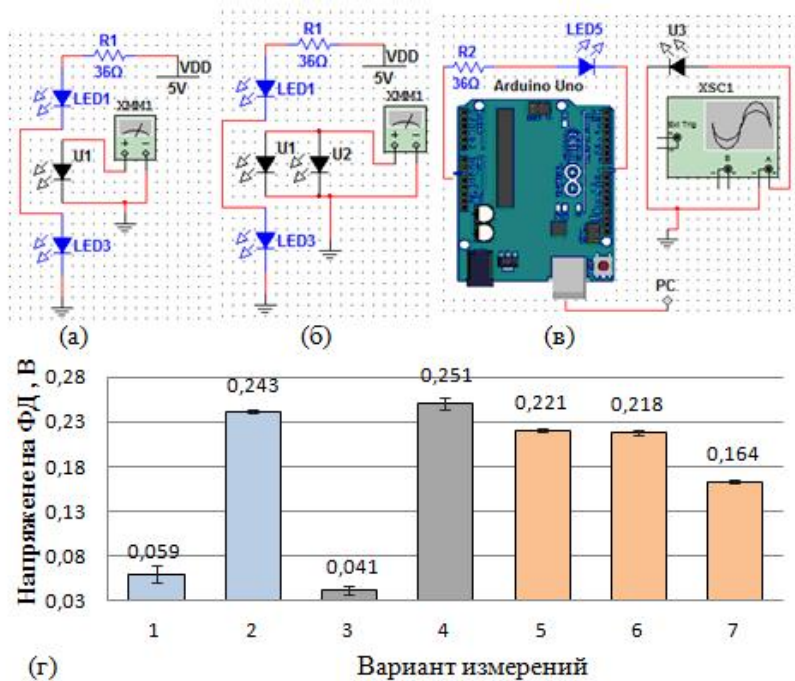 R1
36Ω
VDD
5V
LED1
XMM1
U1
LED3
R1
36Ω
VDD
5V
LED1
XMM1
U1
U2
LED3
LED5
R2
36Ω
Arduino Uno
U3
XSC1
Ext Trig
B
A
PC
(а)
(б)
(в)
Напряжене на ФД , В
0,28
0,23
0,18
0,13
0,08
0,03
0,059
0,243
0,041
0,251
0,221
0,218
0,164
1
2
3
4
5
6
7
(г)
Вариант измерений